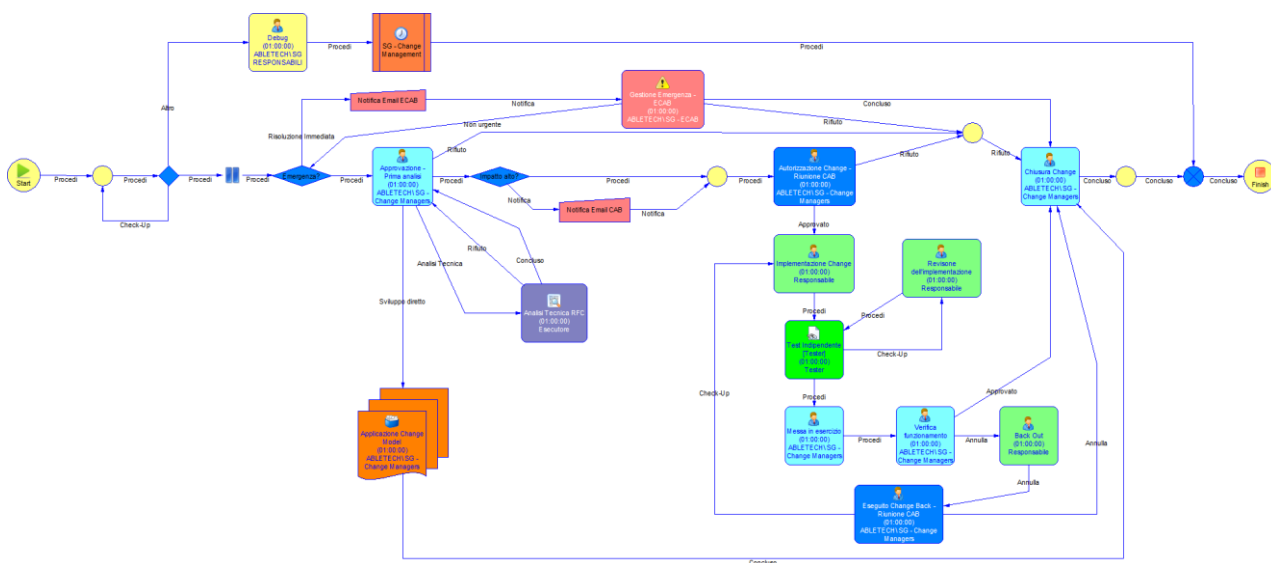 Debug
(01:00:00)
ABLETECH\SG
RESPONSABILI
Procedi
SG - Change
Management
Procedi
Altro
Notifica Email ECAB
Notifica
Gestione Emergenza -
ECAB
(01:00:00)
ABLETECH\SG - ECAB
Concluso
Rifiuto
Non urgente
Risoluzione Immediata
Rifiuto
Rifiuto
Rifiuto
Start
Procedi
Procedi
Procedi
Procedi
Emergenza?
Procedi
Approvazione -
Prima analisi
(01:00:00)
ABLETECH\SG -
Change Managers
Procedi
Impatto alto?
Procedi
Procedi
Autorizzazione Change -
Riunione CAB
(01:00:00)
ABLETECH\SG - Change
Managers
Chiusura Change
(01:00:00)
ABLETECH\SG -
Change Managers
Concluso
Concluso
Concluso
Finish
Check-Up
Notifica
Notifica Email CAB
Notifica
Approvato
Analisi Tecnica
Rifiuto
Concluso
Implementazione Change
(01:00:00)
Responsabile
Revisone
dell'implementazione
(01:00:00)
Responsabile
Sviluppo diretto
Analisi Tecnica RFC
(01:00:00)
Esecutore
Procedi
Procedi
Test indipendente
[Tester]
(01:00:00)
Tester
Check-Up
Check-Up
Procedi
Approvato
Applicazione Change
Model
(01:00:00)
ABLETECH\SG -
Change Managers
Messa in esercizio
(01:00:00)
ABLETECH\SG -
Change Managers
Procedi
Verifica
funzionamento
(01:00:00)
ABLETECH\SG -
Change Managers
Annulla
Back Out
(01:00:00)
Responsabile
Annulla
Annulla
Eseguito Change Back -
Riunione CAB
(01:00:00)
ABLETECH\SG - Change
Managers
Concluso